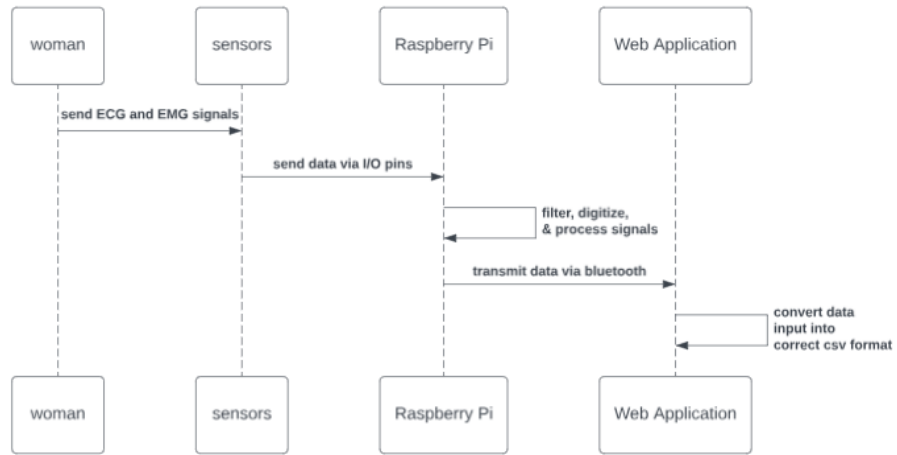 woman
sensors
Raspberry Pi
Web Application
send ECG and EMG signals
send data via I/O pins
filter, digitize,
& process signals
transmit data via bluetooth
convert data
input into
correct csv format
woman
sensors
Raspberry Pi
Web Application